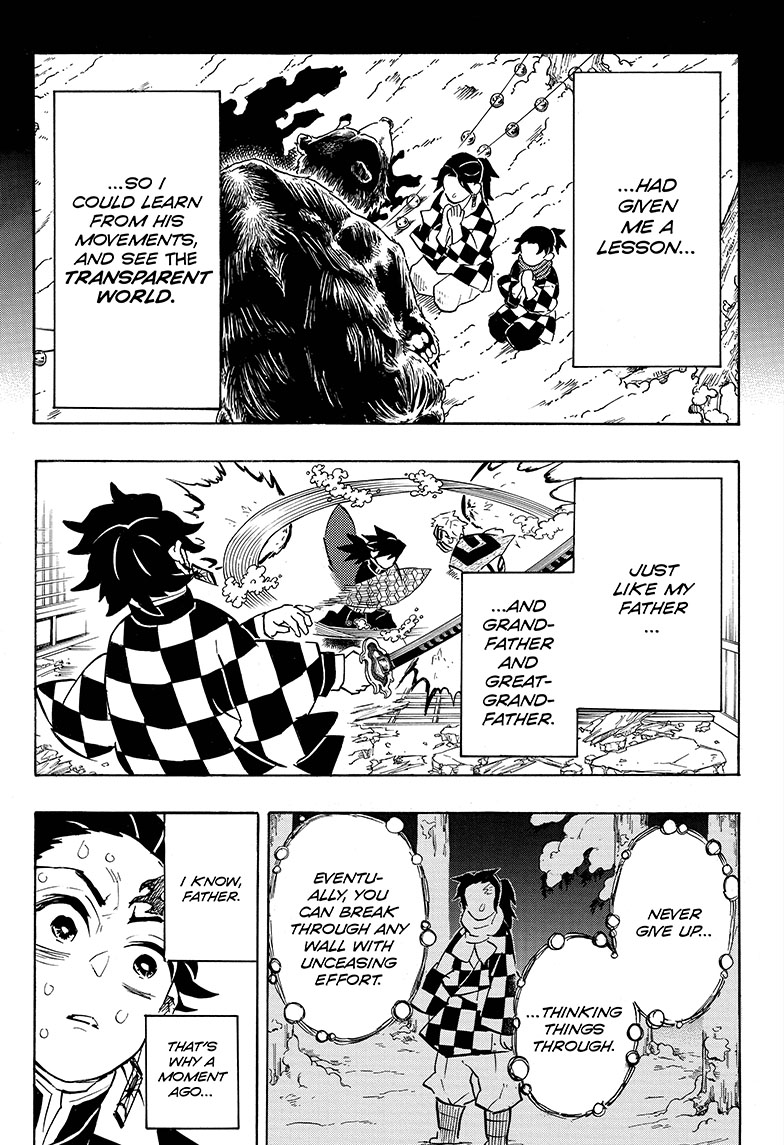 ...HAD
GIVEN
ME A
LESSON...
...SO I
COULD LEARN
FROM HIS
MOVEMENTS,
AND SEE THE
TRANSPARENT
WORLD.
JUST
LIKE MY
FATHER
...
...AND
GRAND-
FATHER
AND
GREAT-
GRAND-
FATHER.
NEVER
GIVE UP...
...THINKING
THINGS
THROUGH.
EVENTU-
ALLY, YOU
CAN BREAK
THROUGH ANY
WALL WITH
UNCEASING
EFFORT.
I KNOW,
FATHER.
THAT'S
WHY A
MOMENT
AGO...